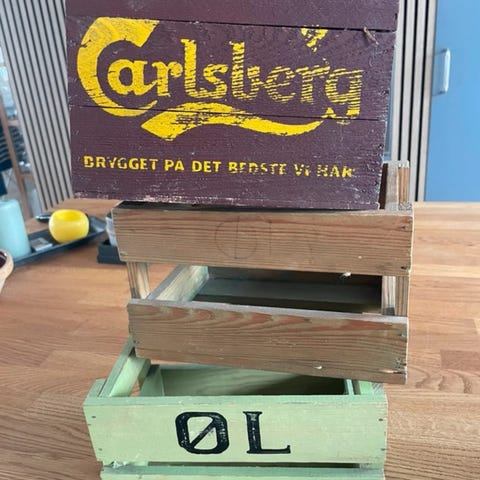 Carlsberg
BRYGGET PA DET BEDSTE VI HAR
ØL